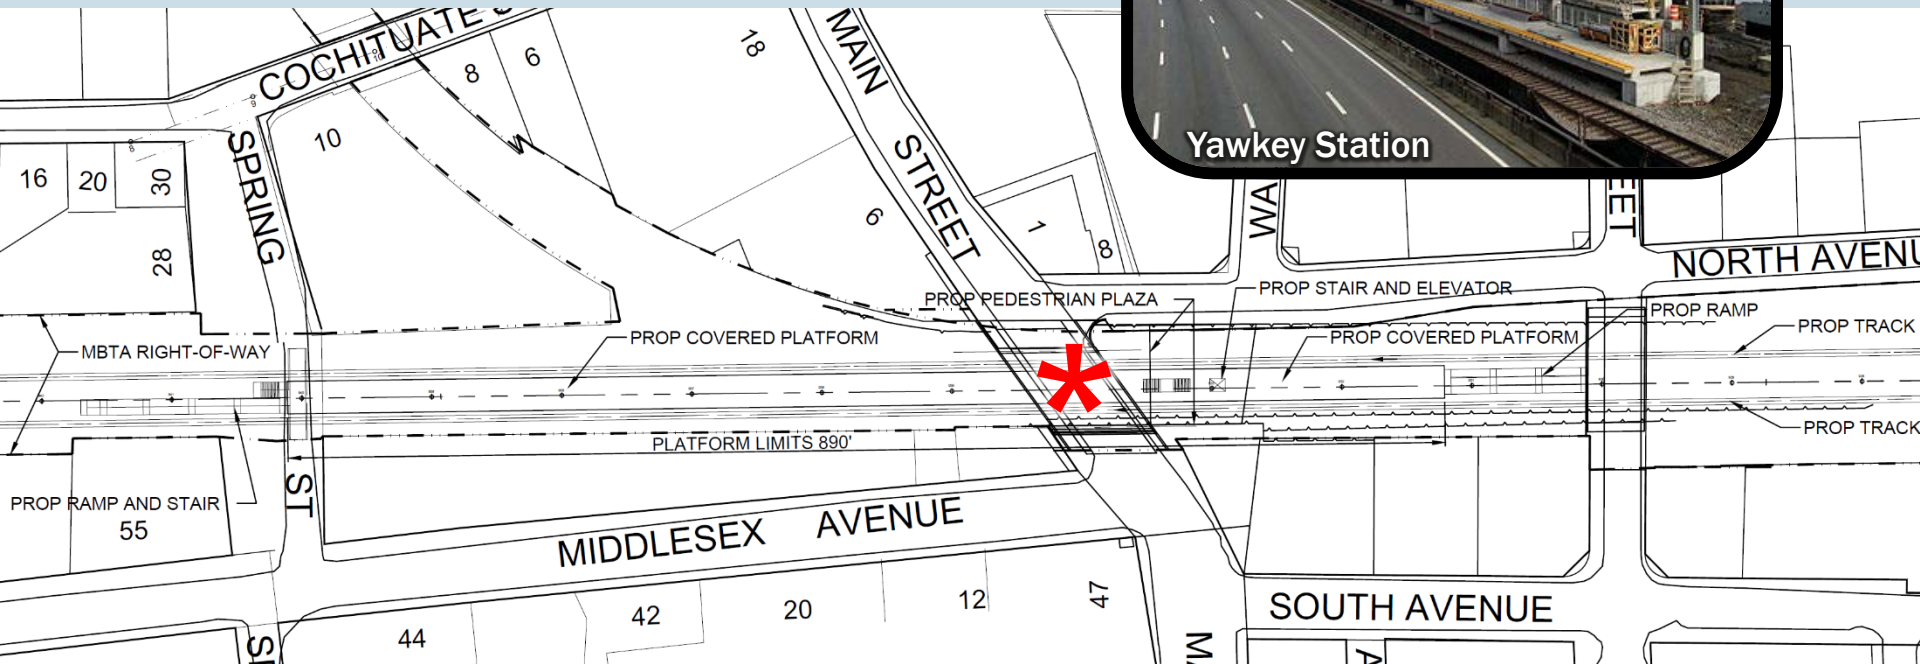 COCHITUATE
8
6
18
MAIN
STREET
Yawkey Station
10
SPRING
16
20
30
28
6
1
8
WA
EET
NORTH AVENU
PROP PEDESTRIAN PLAZA
PROP STAIR AND ELEVATOR
PROP RAMP
PROP COVERED PLATFORM
PROP COVERED PLATFORM
PROP TRACK
MBTA RIGHT-OF-WAY
*
PLATFORM LIMITS 890'
PROP TRACK
PROP RAMP AND STAIR
55
ST
MIDDLESEX AVENUE
SOUTH AVENUE
44
42
20
12
47